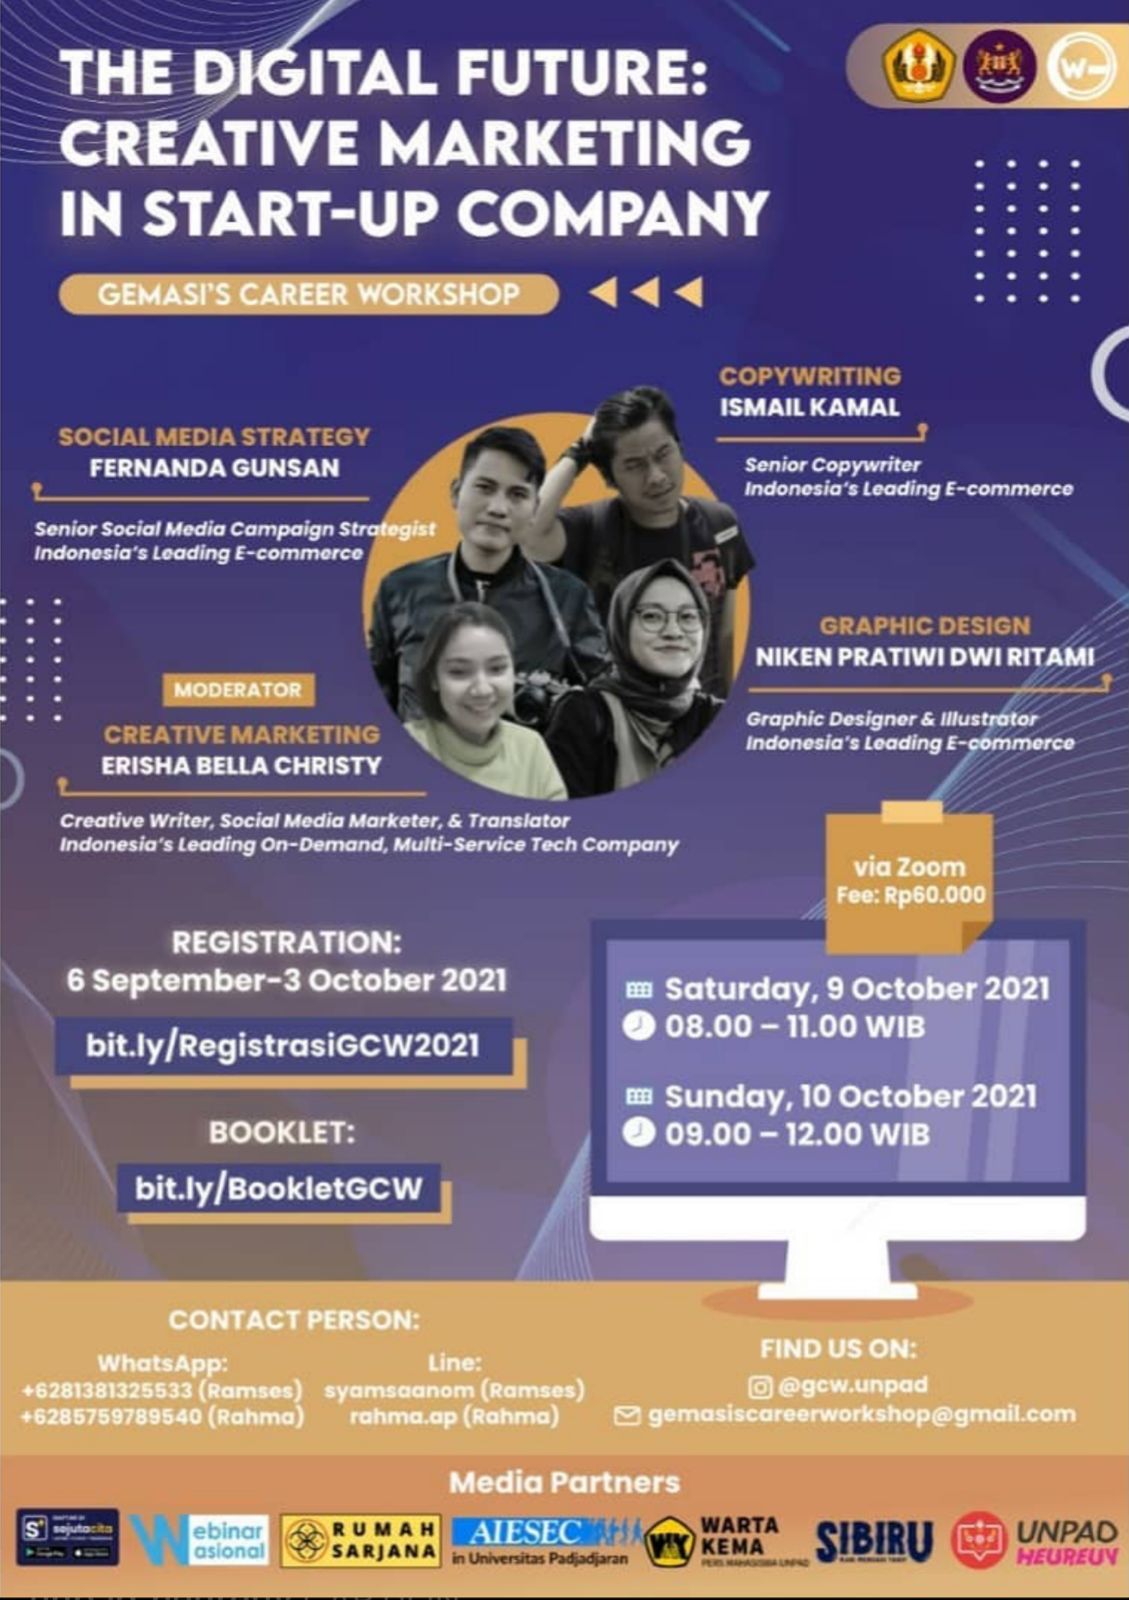 THE DIGITAL FUTURE:
CREATIVE MARKETING
IN START-UP COMPANY
W-
GEMASI'S CAREER WORKSHOP
COPYWRITING
ISMAIL KAMAL
Senior Copywriter
Indonesia's Leading E-commerce
SOCIAL MEDIA STRATEGY
FERNANDA GUNSAN
Senior Social Media Campaign Strategist
Indonesia's Leading E-commerce
GRAPHIC DESIGN
NIKEN PRATIWI DWI RITAMI
Graphic Designer & Illustrator
Indonesia's Leading E-commerce
MODERATOR
CREATIVE MARKETING
ERISHA BELLA CHRISTY
Creative Writer, Social Media Marketer, & Translator
Indonesia's Leading On-Demand, Multi-Service Tech Company
via Zoom
Fee: Rp60.000
REGISTRATION:
6 September-3 October 2021
bit.ly/RegistrasiGCW2021
BOOKLET:
bit.ly/BookletGCW
Saturday, 9 October 2021
08.00 – 11.00 WIB
Sunday, 10 October 2021
09.00 – 12.00 WIB
CONTACT PERSON:
WhatsApp:
+6281381325533 (Ramses)
+6285759789540 (Rahma)
Line:
syamsaanom (Ramses)
rahma.ap (Rahma)
FIND US ON:
@gcw.unpad
gemasiscareerworkshop@gmail.com
Media Partners
S sejutacita
Webinar
Nasional
RUMAH
SARJANA
AIESEC
in Universitas Padjadjaran
WK
WARTA
KEMA
PERS MAHASISWA UNPAD
SIBIRU
UNPAD
HEUREUY